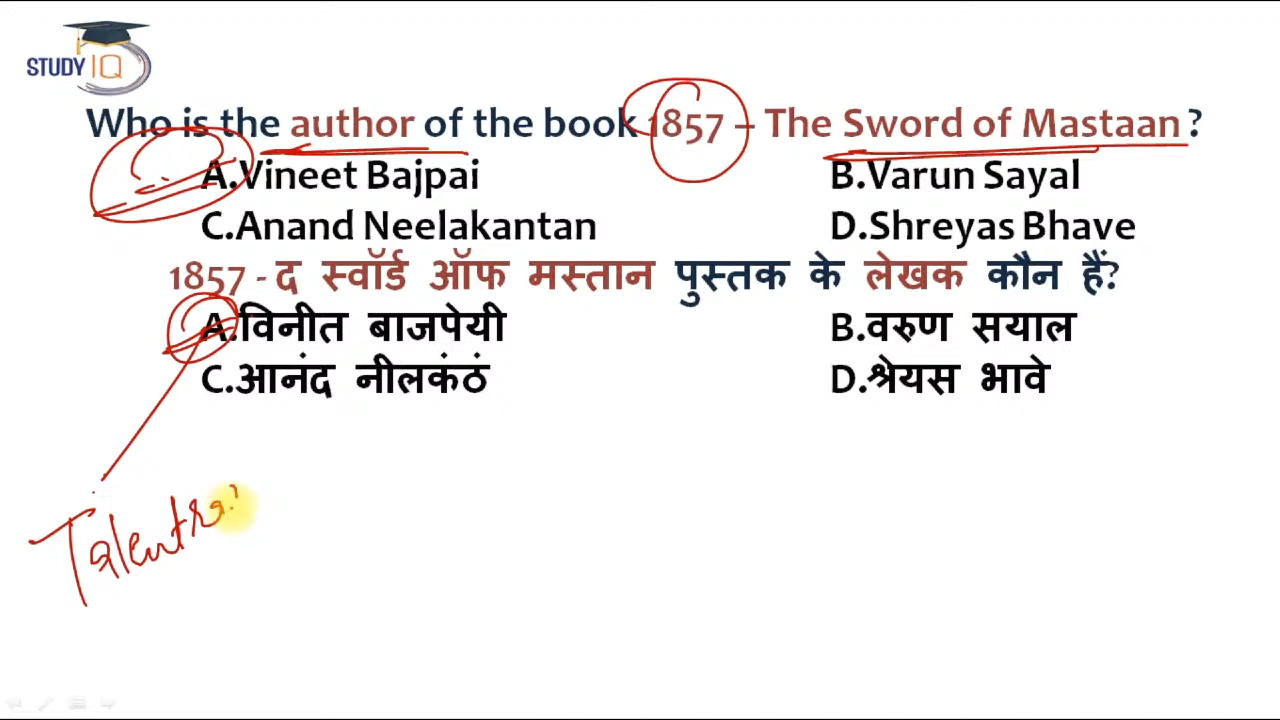 STUDY IQ
Who is the author of the book 1857 – The Sword of Mastaan ?
A.Vineet Bajpai B.Varun Sayal
C.Anand Neelakantan D.Shreyas Bhave
1857 - द स्वॉर्ड ऑफ मस्तान पुस्तक के लेखक कौन हैं?
A.विनीत बाजपेयी B.वरुण सयाल
C.आनंद नीलकंठं D.श्रेयस भावे